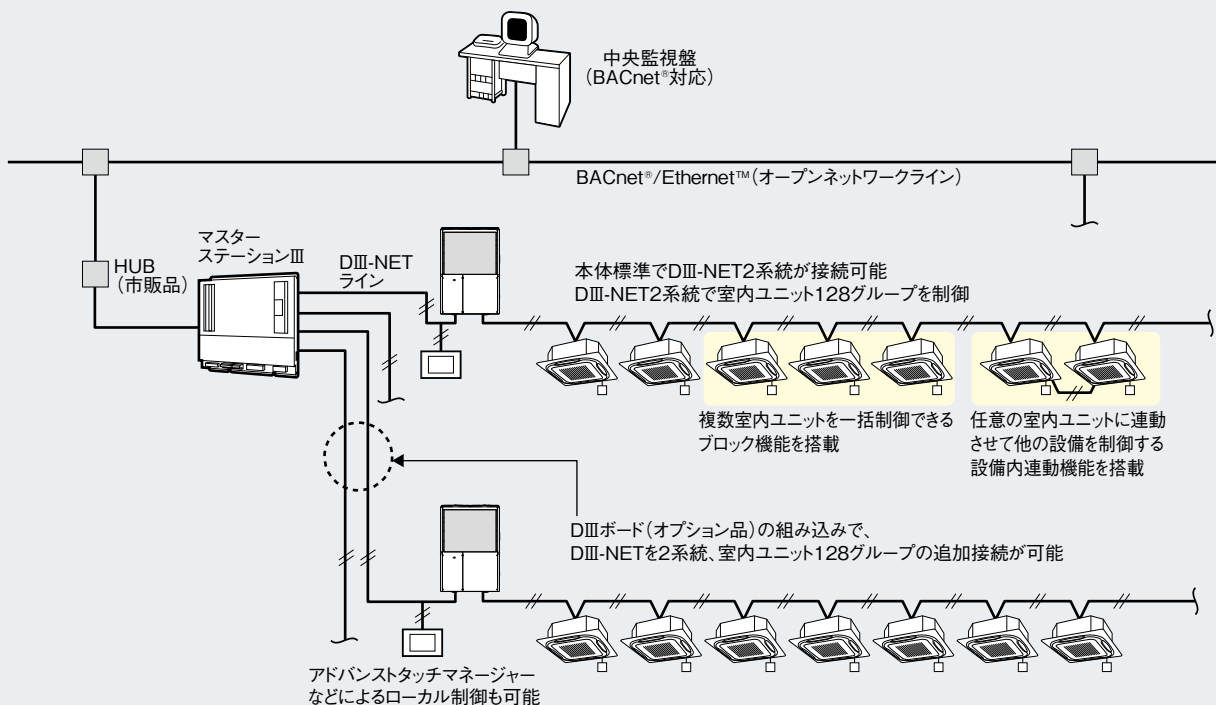 中央監視盤
(BACnet®対応)
BACnet®/Ethernet™(オープンネットワークライン)
HUB
(市販品)
マスター
ステーションⅢ
DⅢ-NET
ライン
本体標準でDⅢ-NET2系統が接続可能
DⅢ-NET2系統で室内ユニット128グループを制御
複数室内ユニットを一括制御できる
ブロック機能を搭載
任意の室内ユニットに連動
させて他の設備を制御する
設備内連動機能を搭載
DⅢボード(オプション品)の組み込みで、
DⅢ-NETを2系統、室内ユニット128グループの追加接続が可能
アドバンストタッチマネージャー
などによるローカル制御も可能